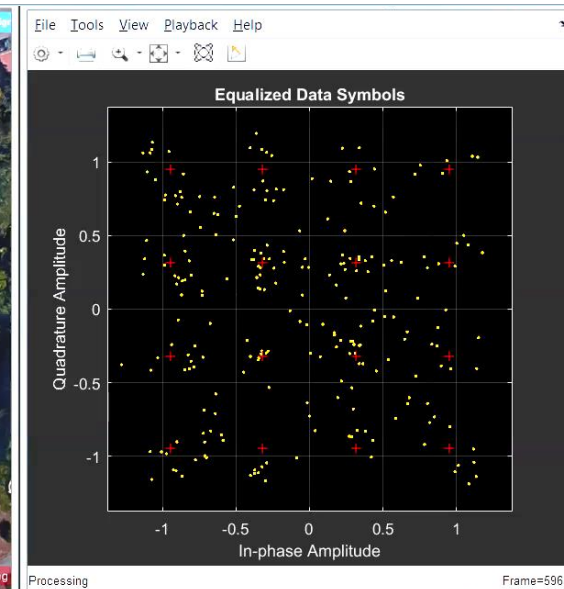 File Tools View Playback Help
Equalized Data Symbols
Quadrature Amplitude
1
0.5
0
-0.5
-1
-1 -0.5 0 0.5 1
In-phase Amplitude
Processing Frame=596